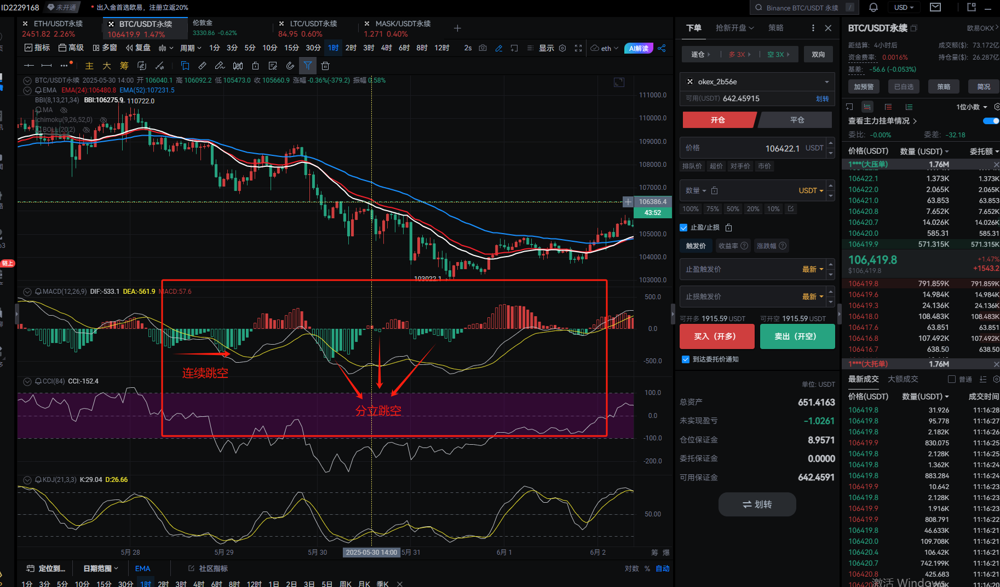 ID2229168 未开通 • 出入金首选欧易，注册立返20%
Binance BTC/USDT 永续 /
USD
ETH/USDT永续
2451.82 2.26%
BTC/USDT永续
106419.9 1.47%
伦敦金
3330.86 -0.62%
LTC/USDT永续
84.95 0.60%
MASK/USDT永续
1.271 0.40%
指标 高级 多窗 复盘 周期 1分 3分 5分 10分 15分 30分 1时 2时 3时 4时 6时 8时 12时 2s 显示 eth AI解读
主 大 筹
BTC/USDT永续 2025-05-30 14:00 开106040.1 高106092.2 低105473.0 收105660.9 涨幅-0.36%(-379.2) 振幅0.58%
EMA EMA(24):106480.8 EMA(52):107231.5
BBI(8,13,21,34) BBI:106275.9
110722.0
MA
Ichimoku(9,26,52,0)
BOLL(20,2)
111000.0
110000.0
109000.0
108000.0
107000.0
106386.4
43:52
105000.0
104000.0
103000.0
103022.1
MACD(12,26,9) DIF:-533.1 DEA:-561.9 MACD:57.6
500.0
0.0
-500.0
连续跳空
分立跳空
CCI(84) CCI:-152.4
100.0
0.0
-100.0
-200.0
KDJ(21,3,3) K:29.04 D:26.66
50.00
5月28 5月29 5月30 2025-05-30 14:00 5月31 6月1 6月2 筹 爆
定位到... 日期范围 EMA 社区指标 对数 % 自动
1分 3分 5分 10分 15分 30分 1时 2时 3时 4时 6时 8时 12时 1日 2日 3日 5日 周K 月K 季K
链上
下单 抢新开盘 策略
逐仓 多 3X 空 3X 双向
okex_2b56e
可用(USDT) 642.45915 划转
开仓 平仓
价格 106422.1 USDT
排队价 超价 对手价 市价
数量 USDT
100% 75% 50% 20% 10%
止盈/止损
触发价 收益率 涨跌幅
止盈触发价 最新
止损触发价 最新
可开多 1915.59 USDT 可开空 1915.59 USDT
买入（开多） 卖出（开空）
到达委托价通知
单位: USDT
总资产 651.4163
未实现盈亏 -1.0261
仓位保证金 8.9571
委托保证金 0.0000
可用保证金 642.4591
划转
BTC/USDT永续 欧易OKX
距结算: 4小时后 成交额($): 73.172亿
资金费率: 0.0016% 持仓量($): 26.287亿
基差: -56.6 (-0.053%)
加预警 已自选 策略 简况
1位小数
查看主力挂单情况
委比: -0.00% 委差: -32.18
价格(USDT) 数量 (USDT) 委托额
1***(大压单) 1.76M
106422.1 1.373K 1.373K
106422.0 2.065K 2.065K
106421.0 63.853 63.853
106420.8 7.652K 7.652K
106420.7 14.026K 14.026K
106420.0 585.31 585.31
106419.9 571.315K 571.315K
106,419.8 +1.47%
$106,419.8 +1543.2
106419.8 791.859K 791.859K
106419.6 14.984K 14.984K
106419.3 24.136K 24.136K
106418.0 108.483K 108.483K
106417.6 63.851 63.851
106416.8 107.492K 107.492K
106416.7 638.50 638.50
1***(大托单) 1.76M
最新成交 大额成交 普通
价格(USDT) 数量(USDT) 成交时间
106419.8 31.926 11:16:28
106419.8 95.778 11:16:27
106419.8 2.182K 11:16:26
106419.9 830.075 11:16:25
106419.8 2.128K 11:16:25
106419.8 1.362K 11:16:24
106419.8 883.284 11:16:24
106419.9 10.642 11:16:23
106419.8 2.128K 11:16:23
106419.9 1.916K 11:16:23
106419.9 808.791 11:16:22
106419.8 46.633K 11:16:21
106420.0 109.708K 11:16:21
106420.4 106.42K 11:16:21
106420.7 742.199K 11:16:21
106420.8 425.683 11:16:21
激活 Windows
11:16:20